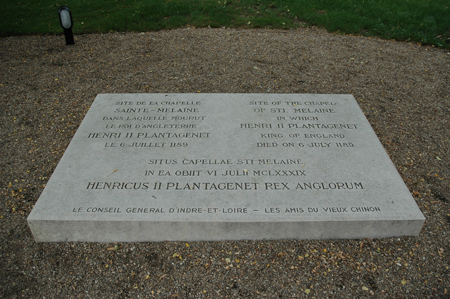 SITE DE LA CHAPELLE
SAINTE-MELAINE
DANS LAQUELLE MOURUT
LE ROI D'ANGLETERRE
HENRI II PLANTAGENET
LE 6 JUILLET 1189
SITE OF THE CHAPEL
OF STI. MELAINE
IN WHICH
HENRI II PLANTAGENET
KING OF ENGLAND
DIED ON 6 JULY 1185
SITUS CAPELLAE STI MELAINE
IN EA OBIIT VI JULII MCLXXXIX
HENRICUS II PLANTAGENET REX ANGLORUM
LE CONSEIL GENERAL D'INDRE-ET-LOIRE – LES AMIS DU VIEUX CHINON